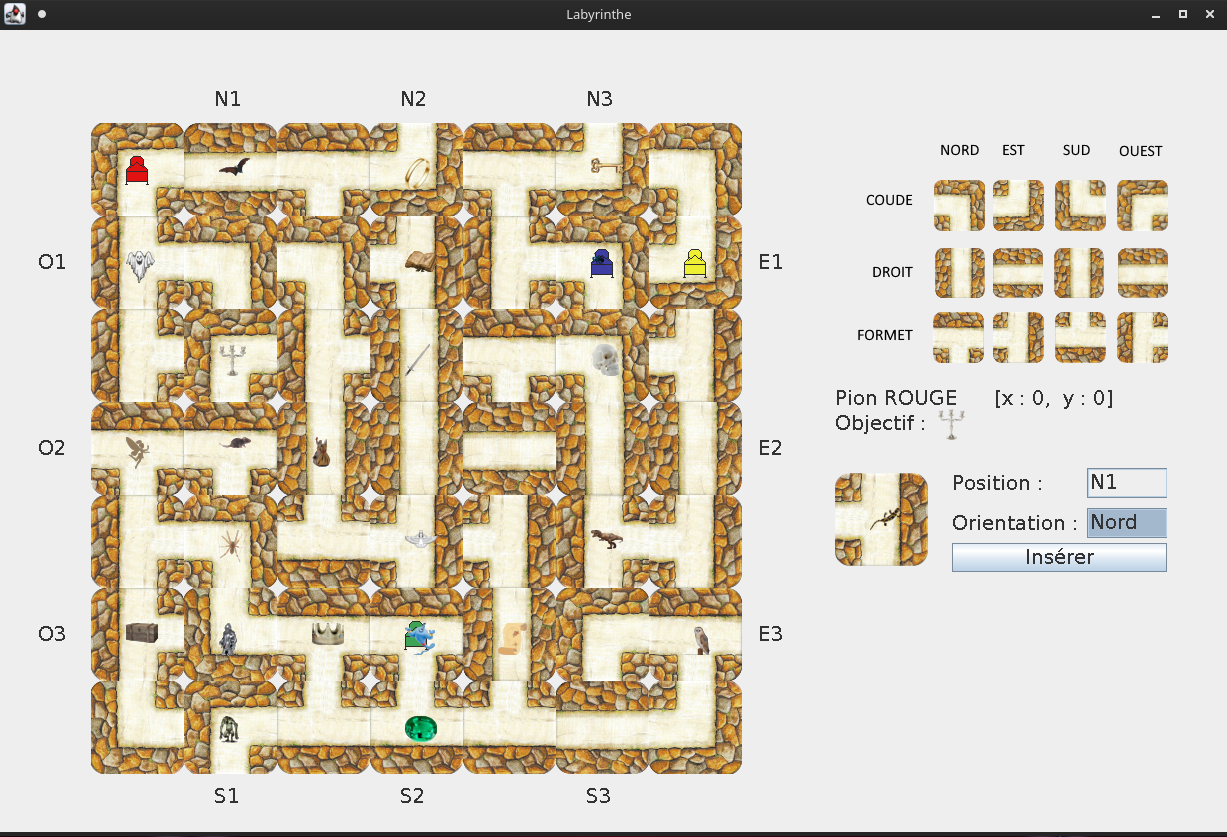 Labyrinthe
N1 N2 N3
NORD EST SUD OUEST
COUDE
O1 E1
DROIT
FORMET
Pion ROUGE [x : 0, y : 0]
Objectif :
O2 E2
Position : N1
Orientation : Nord
Insérer
O3 E3
S1 S2 S3